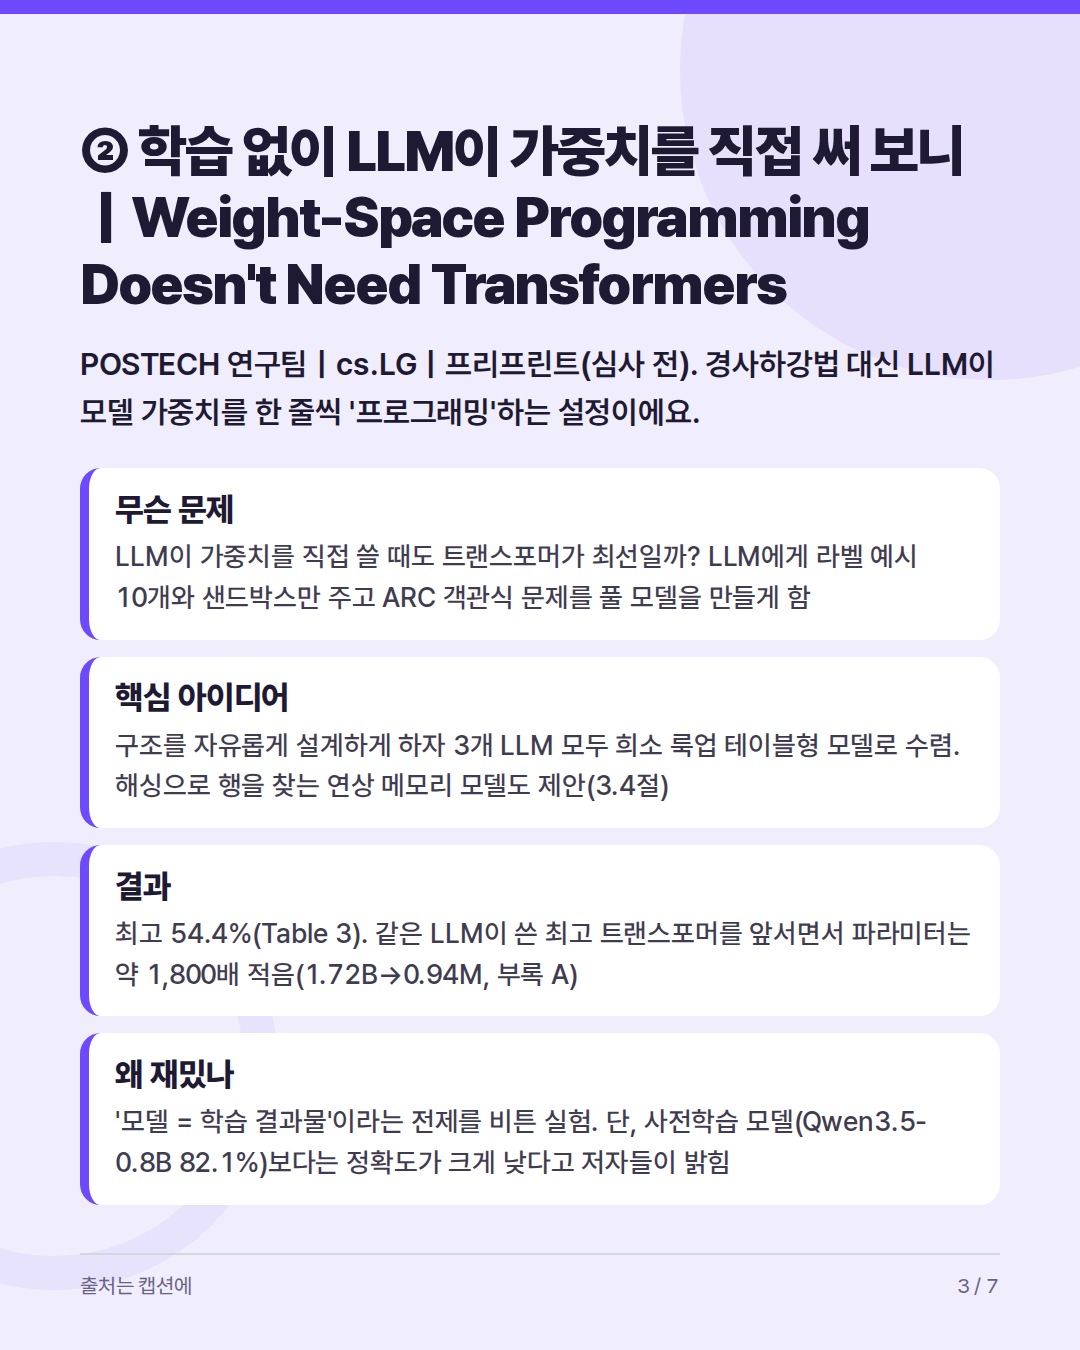 ② 학습 없이 LLM이 가중치를 직접 써 보니
| Weight-Space Programming
Doesn't Need Transformers
POSTECH 연구팀 | cs.LG | 프리프린트(심사 전). 경사하강법 대신 LLM이
모델 가중치를 한 줄씩 '프로그래밍'하는 설정이에요.
무슨 문제
LLM이 가중치를 직접 쓸 때도 트랜스포머가 최선일까? LLM에게 라벨 예시
10개와 샌드박스만 주고 ARC 객관식 문제를 풀 모델을 만들게 함
핵심 아이디어
구조를 자유롭게 설계하게 하자 3개 LLM 모두 희소 룩업 테이블형 모델로 수렴.
해싱으로 행을 찾는 연상 메모리 모델도 제안(3.4절)
결과
최고 54.4%(Table 3). 같은 LLM이 쓴 최고 트랜스포머를 앞서면서 파라미터는
약 1,800배 적음(1.72B→0.94M, 부록 A)
왜 재밌나
'모델 = 학습 결과물'이라는 전제를 비튼 실험. 단, 사전학습 모델(Qwen3.5-
0.8B 82.1%)보다는 정확도가 크게 낮다고 저자들이 밝힘
출처는 캡션에
3 / 7